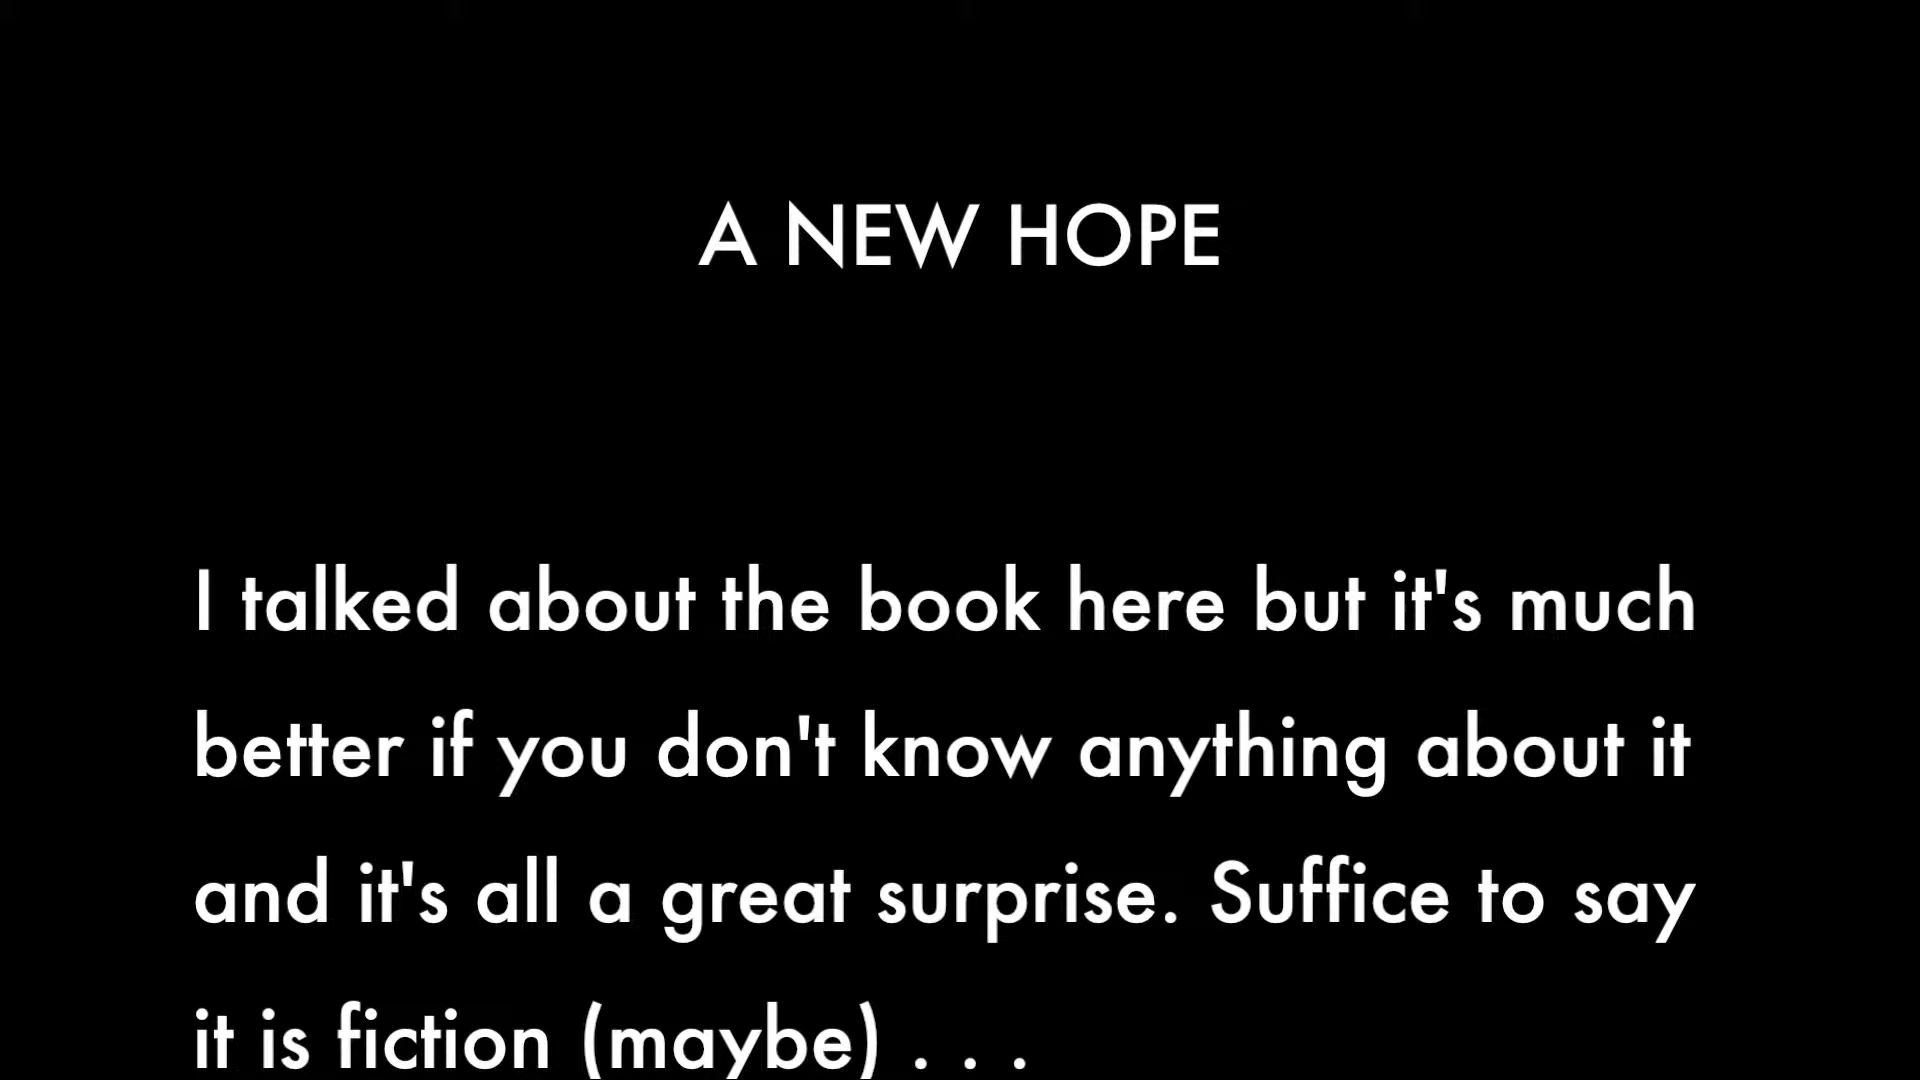 A NEW HOPE
I talked about the book here but it's much
better if you don't know anything about it
and it's all a great surprise. Suffice to say
it is fiction (maybe) . . .